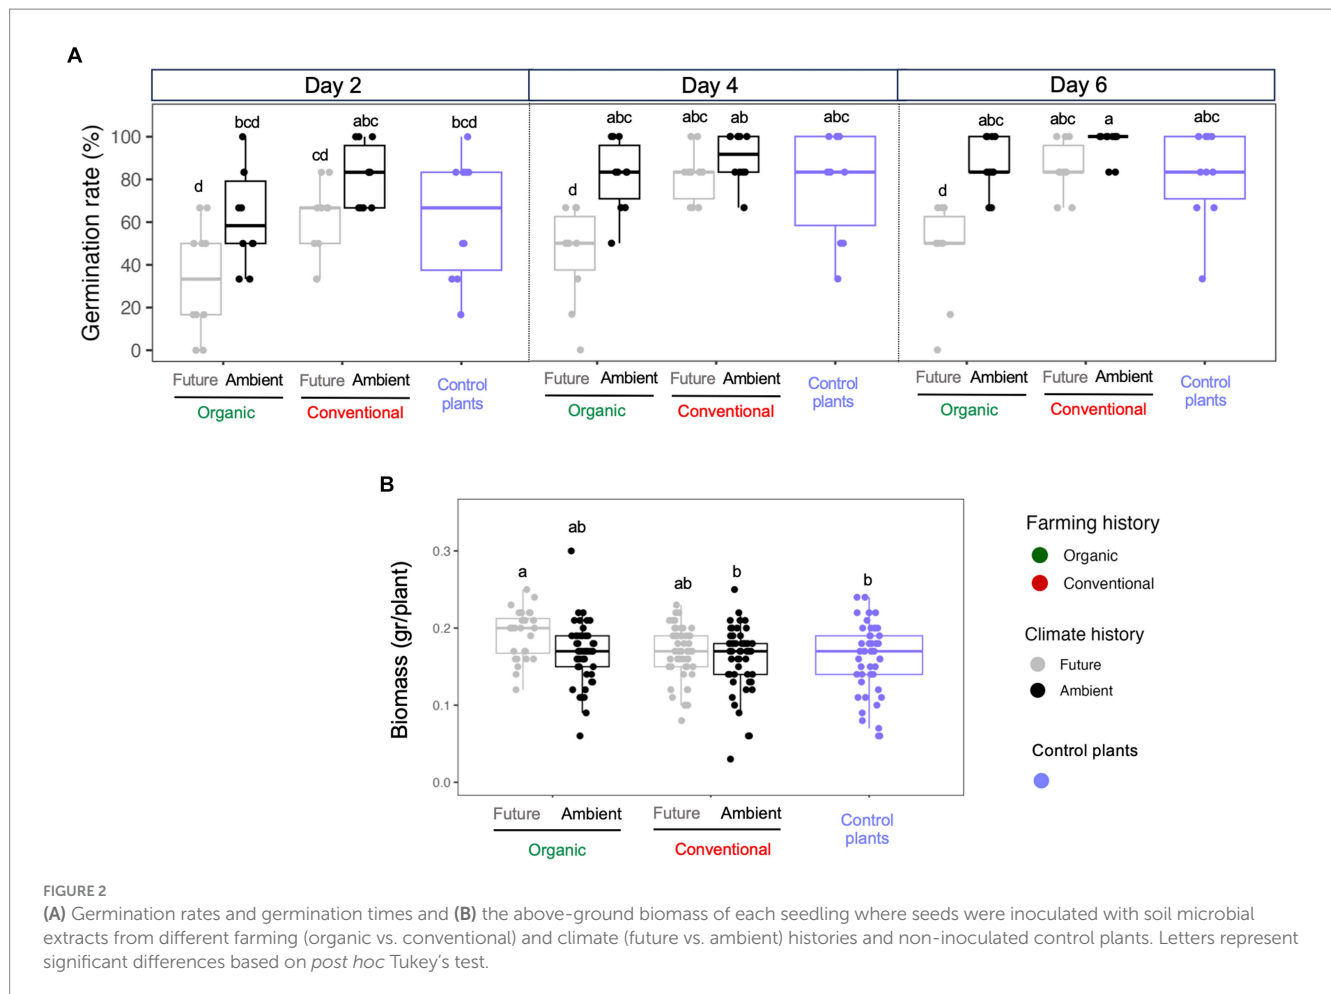 A
Day 2 Day 4 Day 6
Germination rate (%)
100
80
60
40
20
0
d bcd cd abc bcd
d abc abc ab abc
d abc abc a abc
Future Ambient Future Ambient Control plants
Organic Conventional
Future Ambient Future Ambient Control plants
Organic Conventional
Future Ambient Future Ambient Control plants
Organic Conventional
B
Biomass (gr/plant)
0.3
0.2
0.1
0.0
a ab ab b b
Future Ambient Future Ambient Control plants
Organic Conventional
Farming history
Organic
Conventional
Climate history
Future
Ambient
Control plants
FIGURE 2
(A) Germination rates and germination times and (B) the above-ground biomass of each seedling where seeds were inoculated with soil microbial
extracts from different farming (organic vs. conventional) and climate (future vs. ambient) histories and non-inoculated control plants. Letters represent
significant differences based on post hoc Tukey's test.